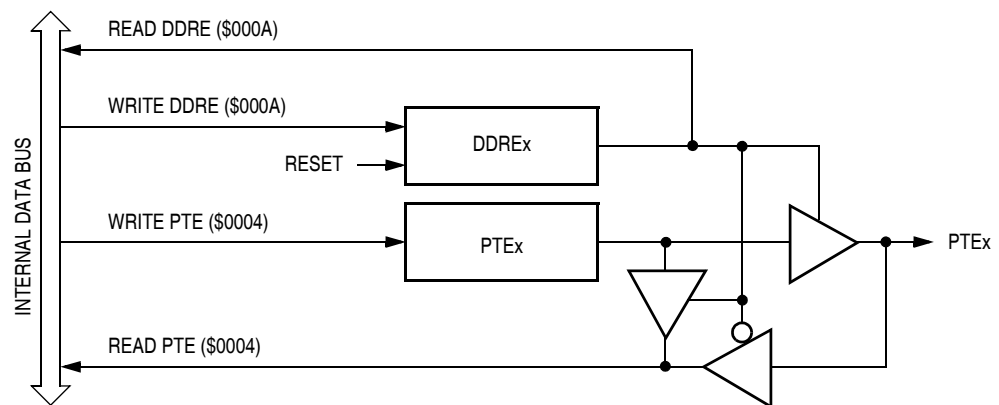 READ DDRE ($000A)
WRITE DDRE ($000A)
DDREx
RESET
WRITE PTE ($0004)
PTEx
PTEx
READ PTE ($0004)
INTERNAL DATA BUS